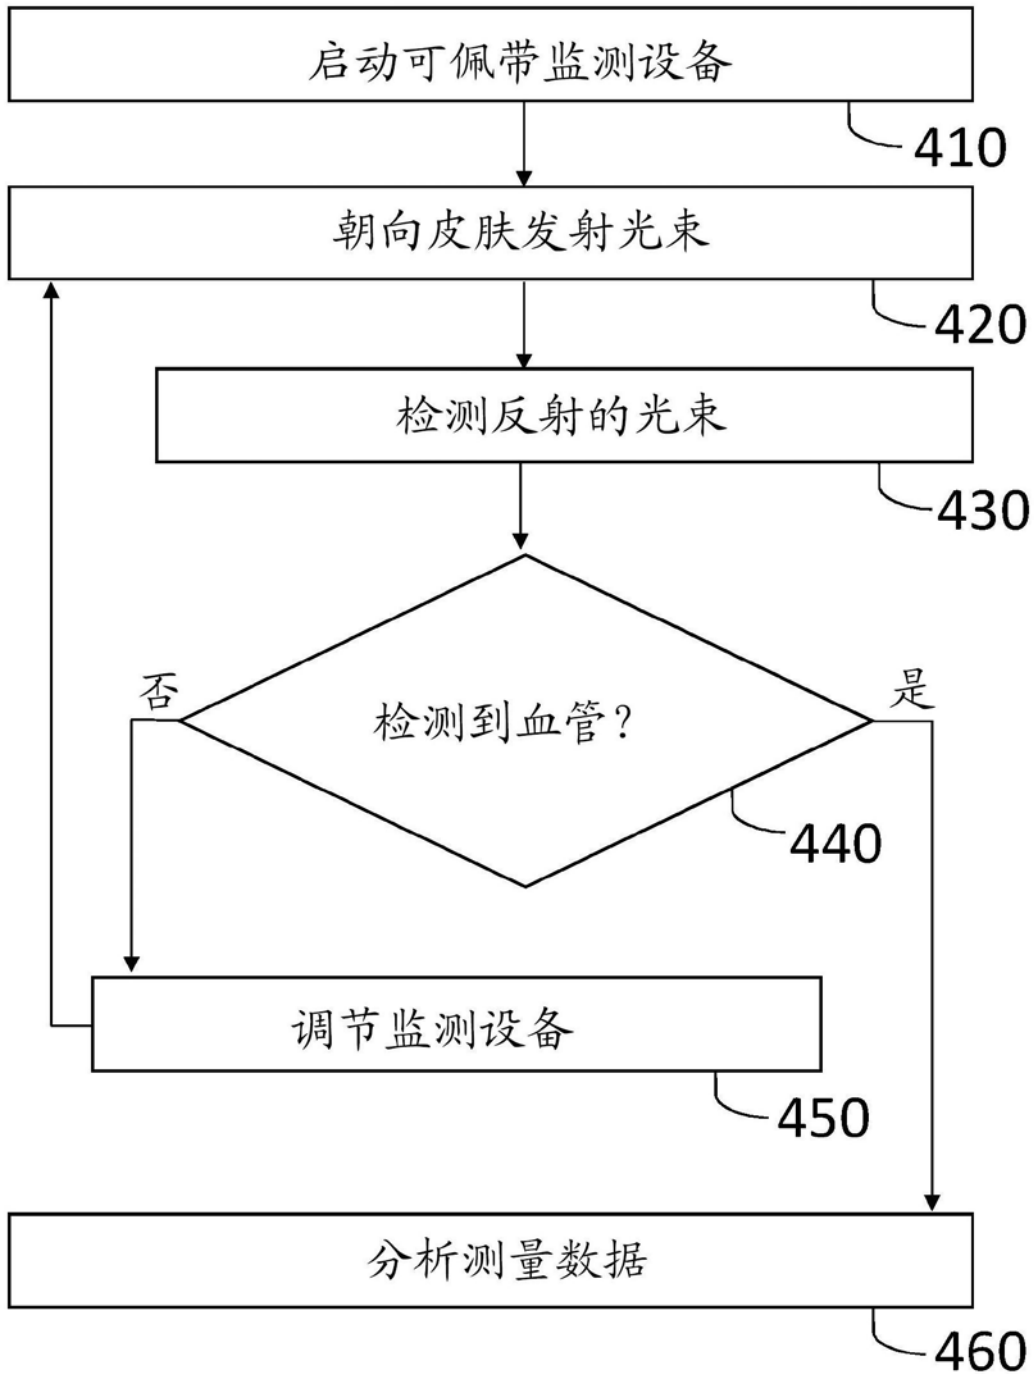 启动可佩带监测设备
410
朝向皮肤发射光束
420
检测反射的光束
430
否
是
检测到血管?
440
调节监测设备
450
分析测量数据
460